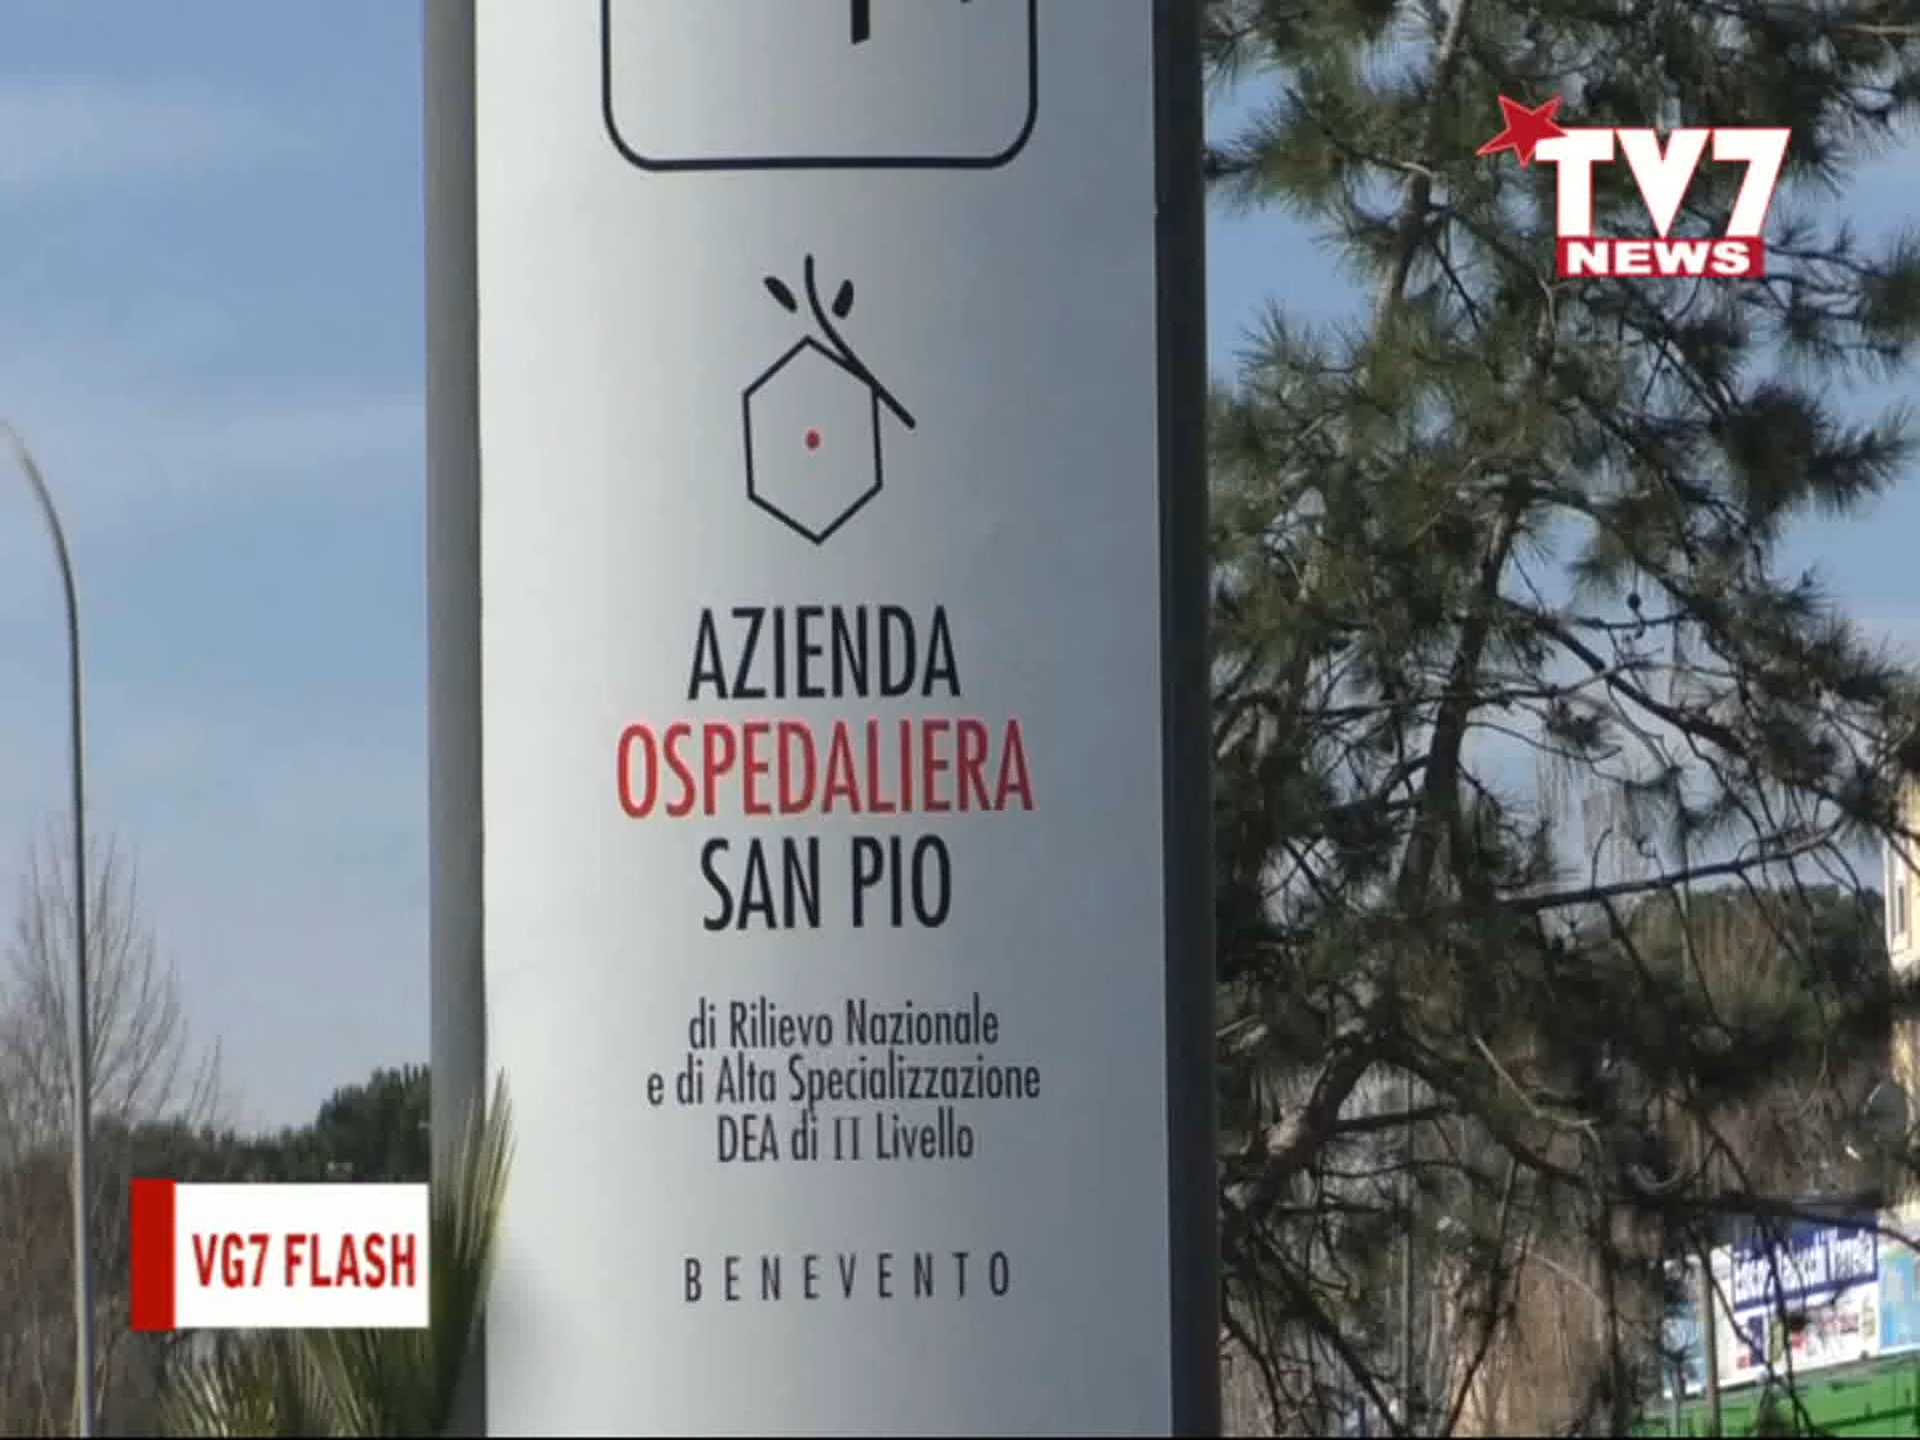 TV7
NEWS
AZIENDA
OSPEDALIERA
SAN PIO
di Rilievo Nazionale
e di Alta Specializzazione
DEA di II Livello
BENEVENTO
VG7 FLASH